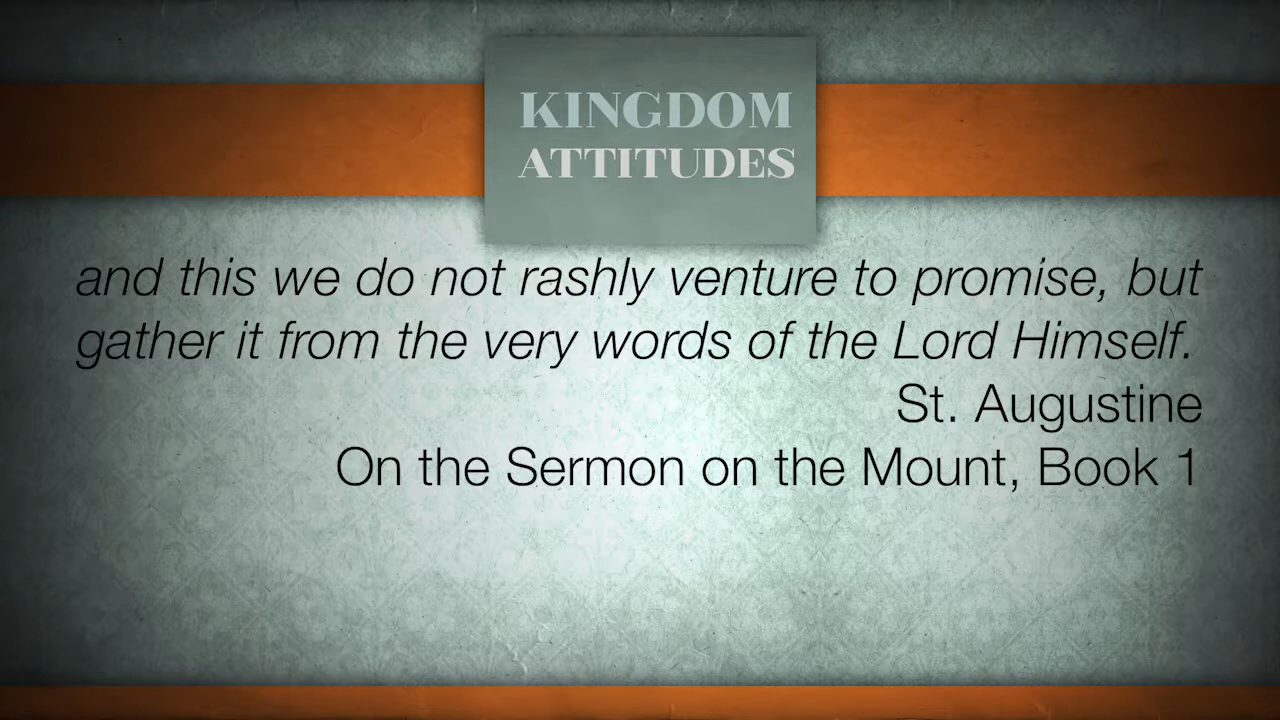 KINGDOM
ATTITUDES
and this we do not rashly venture to promise, but
gather it from the very words of the Lord Himself.
St. Augustine
On the Sermon on the Mount, Book 1